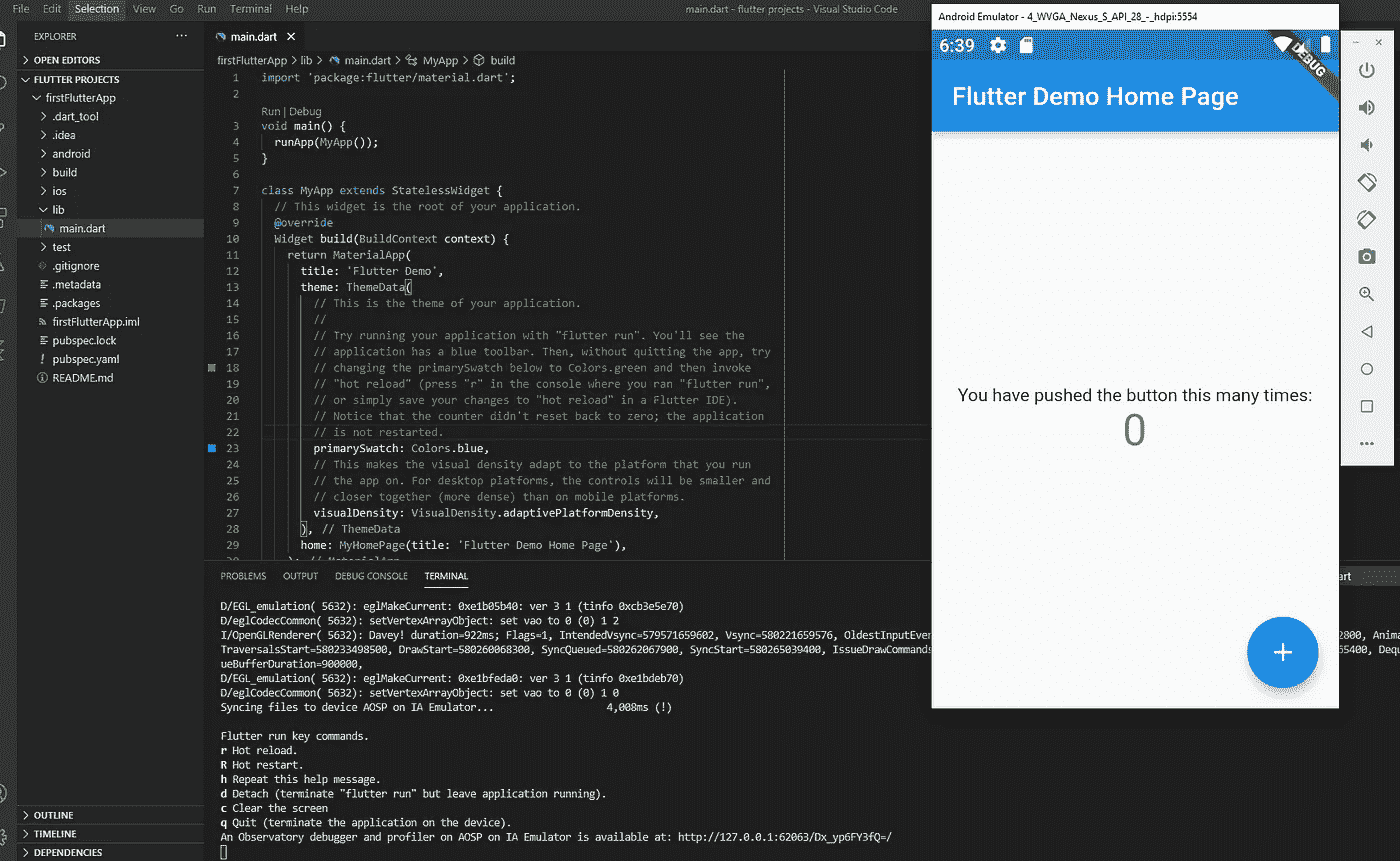 File Edit Selection View Go Run Terminal Help
main.dart - flutter projects - Visual Studio Code
EXPLORER
OPEN EDITORS
FLUTTER PROJECTS
firstFlutterApp
.dart_tool
.idea
android
build
ios
lib
main.dart
test
.gitignore
.metadata
.packages
firstFlutterApp.iml
pubspec.lock
pubspec.yaml
README.md
OUTLINE
TIMELINE
DEPENDENCIES
main.dart
firstFlutterApp > lib > main.dart > MyApp > build
1 import 'package:flutter/material.dart';
2
Run | Debug
3 void main() {
4 runApp(MyApp());
5 }
6
7 class MyApp extends StatelessWidget {
8 // This widget is the root of your application.
9 @override
10 Widget build(BuildContext context) {
11 return MaterialApp(
12 title: 'Flutter Demo',
13 theme: ThemeData(
14 // This is the theme of your application.
15 //
16 // Try running your application with "flutter run". You'll see the
17 // application has a blue toolbar. Then, without quitting the app, try
18 // changing the primarySwatch below to Colors.green and then invoke
19 // "hot reload" (press "r" in the console where you ran "flutter run",
20 // or simply save your changes to "hot reload" in a Flutter IDE).
21 // Notice that the counter didn't reset back to zero; the application
22 // is not restarted.
23 primarySwatch: Colors.blue,
24 // This makes the visual density adapt to the platform that you run
25 // the app on. For desktop platforms, the controls will be smaller and
26 // closer together (more dense) than on mobile platforms.
27 visualDensity: VisualDensity.adaptivePlatformDensity,
28 ), // ThemeData
29 home: MyHomePage(title: 'Flutter Demo Home Page'),
PROBLEMS OUTPUT DEBUG CONSOLE TERMINAL
D/EGL_emulation( 5632): eglMakeCurrent: 0xe1b05b40: ver 3 1 (tinfo 0xcb3e5e70)
D/eglCodecCommon( 5632): setVertexArrayObject: set vao to 0 (0) 1 2
I/OpenGLRenderer( 5632): Davey! duration=922ms; Flags=1, IntendedVsync=579571659602, Vsync=580221659576, OldestInputEven 2800, Anima
TraversalsStart=580233498500, DrawStart=580260068300, SyncQueued=580262067900, SyncStart=580265039400, IssueDrawCommands 65400, Dequ
ueBufferDuration=900000,
D/EGL_emulation( 5632): eglMakeCurrent: 0xe1bfeda0: ver 3 1 (tinfo 0xe1bdeb70)
D/eglCodecCommon( 5632): setVertexArrayObject: set vao to 0 (0) 1 0
Syncing files to device AOSP on IA Emulator... 4,008ms (!)
Flutter run key commands.
r Hot reload.
R Hot restart.
h Repeat this help message.
d Detach (terminate "flutter run" but leave application running).
c Clear the screen
q Quit (terminate the application on the device).
An Observatory debugger and profiler on AOSP on IA Emulator is available at: http://127.0.0.1:62063/Dx_yp6FY3fQ=/
Android Emulator - 4_WVGA_Nexus_S_API_28_-_hdpi:5554
6:39
DEBUG
Flutter Demo Home Page
You have pushed the button this many times:
0